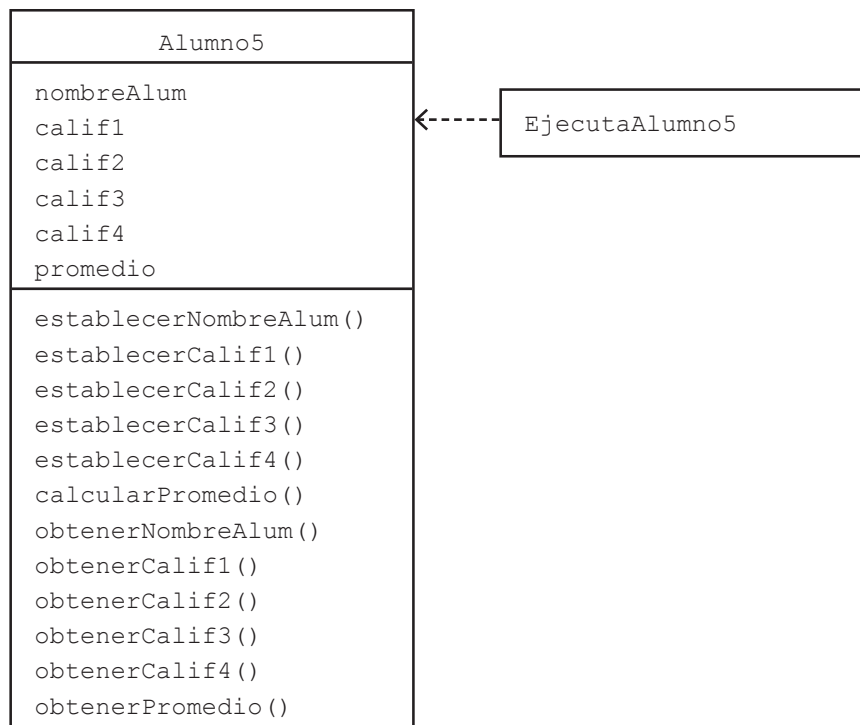 Alumno5
nombreAlum
calif1
calif2
calif3
calif4
promedio
establecerNombreAlum()
establecerCalif1()
establecerCalif2()
establecerCalif3()
establecerCalif4()
calcularPromedio()
obtenerNombreAlum()
obtenerCalif1()
obtenerCalif2()
obtenerCalif3()
obtenerCalif4()
obtenerPromedio()
EjecutaAlumno5